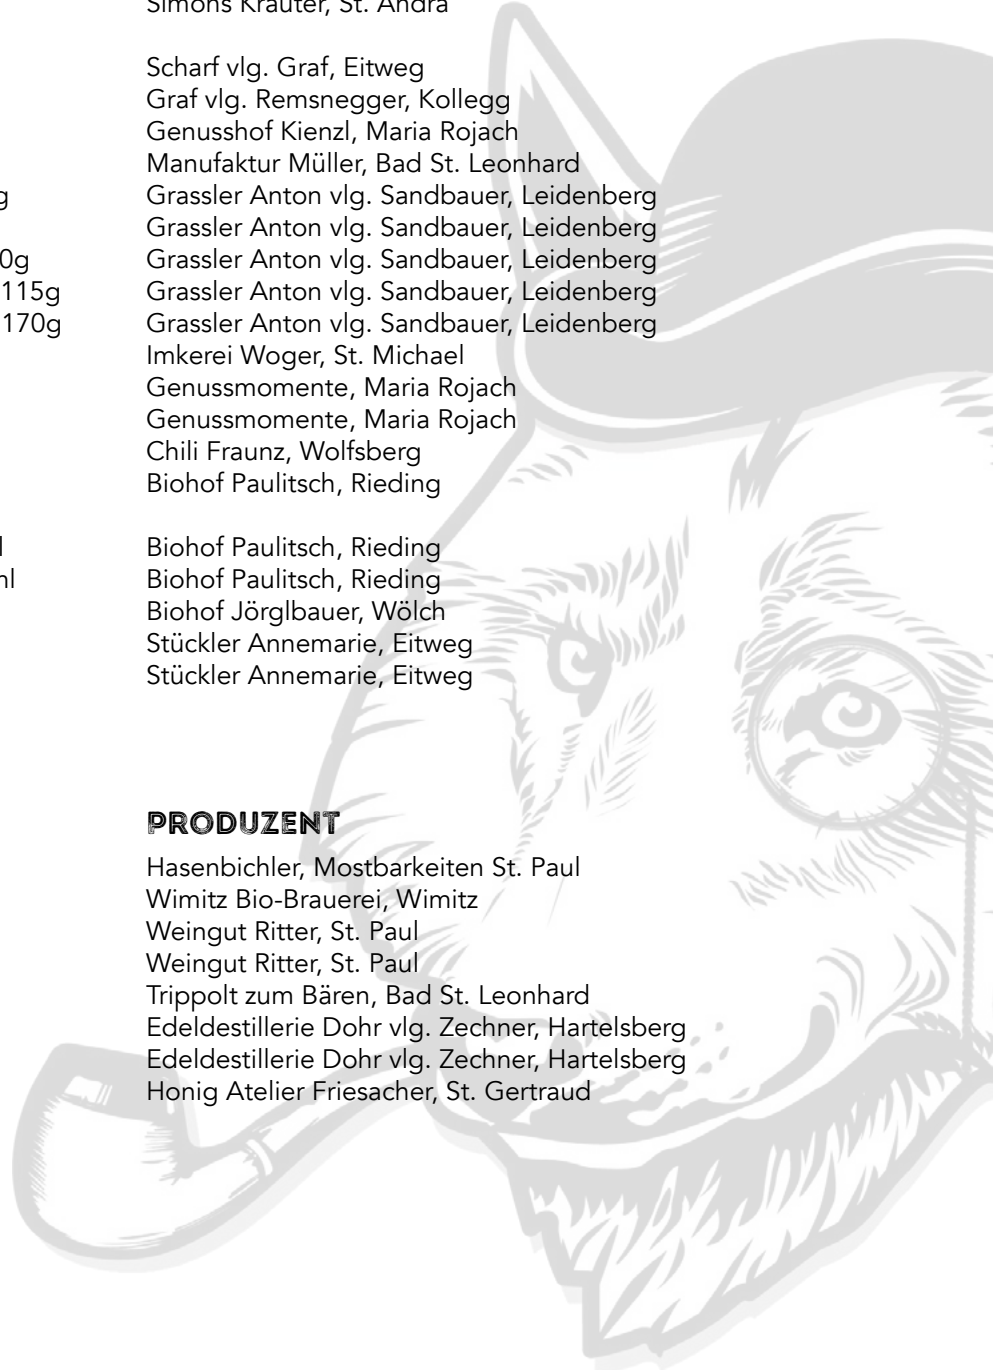 Simons Kräuter, St. Andrä
Scharf vlg. Graf, Eitweg
Graf vlg. Remsnegger, Kollegg
Genusshof Kienzl, Maria Rojach
Manufaktur Müller, Bad St. Leonhard
g Grassler Anton vlg. Sandbauer, Leidenberg
Grassler Anton vlg. Sandbauer, Leidenberg
0g Grassler Anton vlg. Sandbauer, Leidenberg
115g Grassler Anton vlg. Sandbauer, Leidenberg
170g Grassler Anton vlg. Sandbauer, Leidenberg
Imkerei Woger, St. Michael
Genussmomente, Maria Rojach
Genussmomente, Maria Rojach
Chili Fraunz, Wolfsberg
Biohof Paulitsch, Rieding
l Biohof Paulitsch, Rieding
ml Biohof Paulitsch, Rieding
Biohof Jörglbauer, Wölch
Stückler Annemarie, Eitweg
Stückler Annemarie, Eitweg
PRODUZENT
Hasenbichler, Mostbarkeiten St. Paul
Wimitz Bio-Brauerei, Wimitz
Weingut Ritter, St. Paul
Weingut Ritter, St. Paul
Trippolt zum Bären, Bad St. Leonhard
Edeldestillerie Dohr vlg. Zechner, Hartelsberg
Edeldestillerie Dohr vlg. Zechner, Hartelsberg
Honig Atelier Friesacher, St. Gertraud